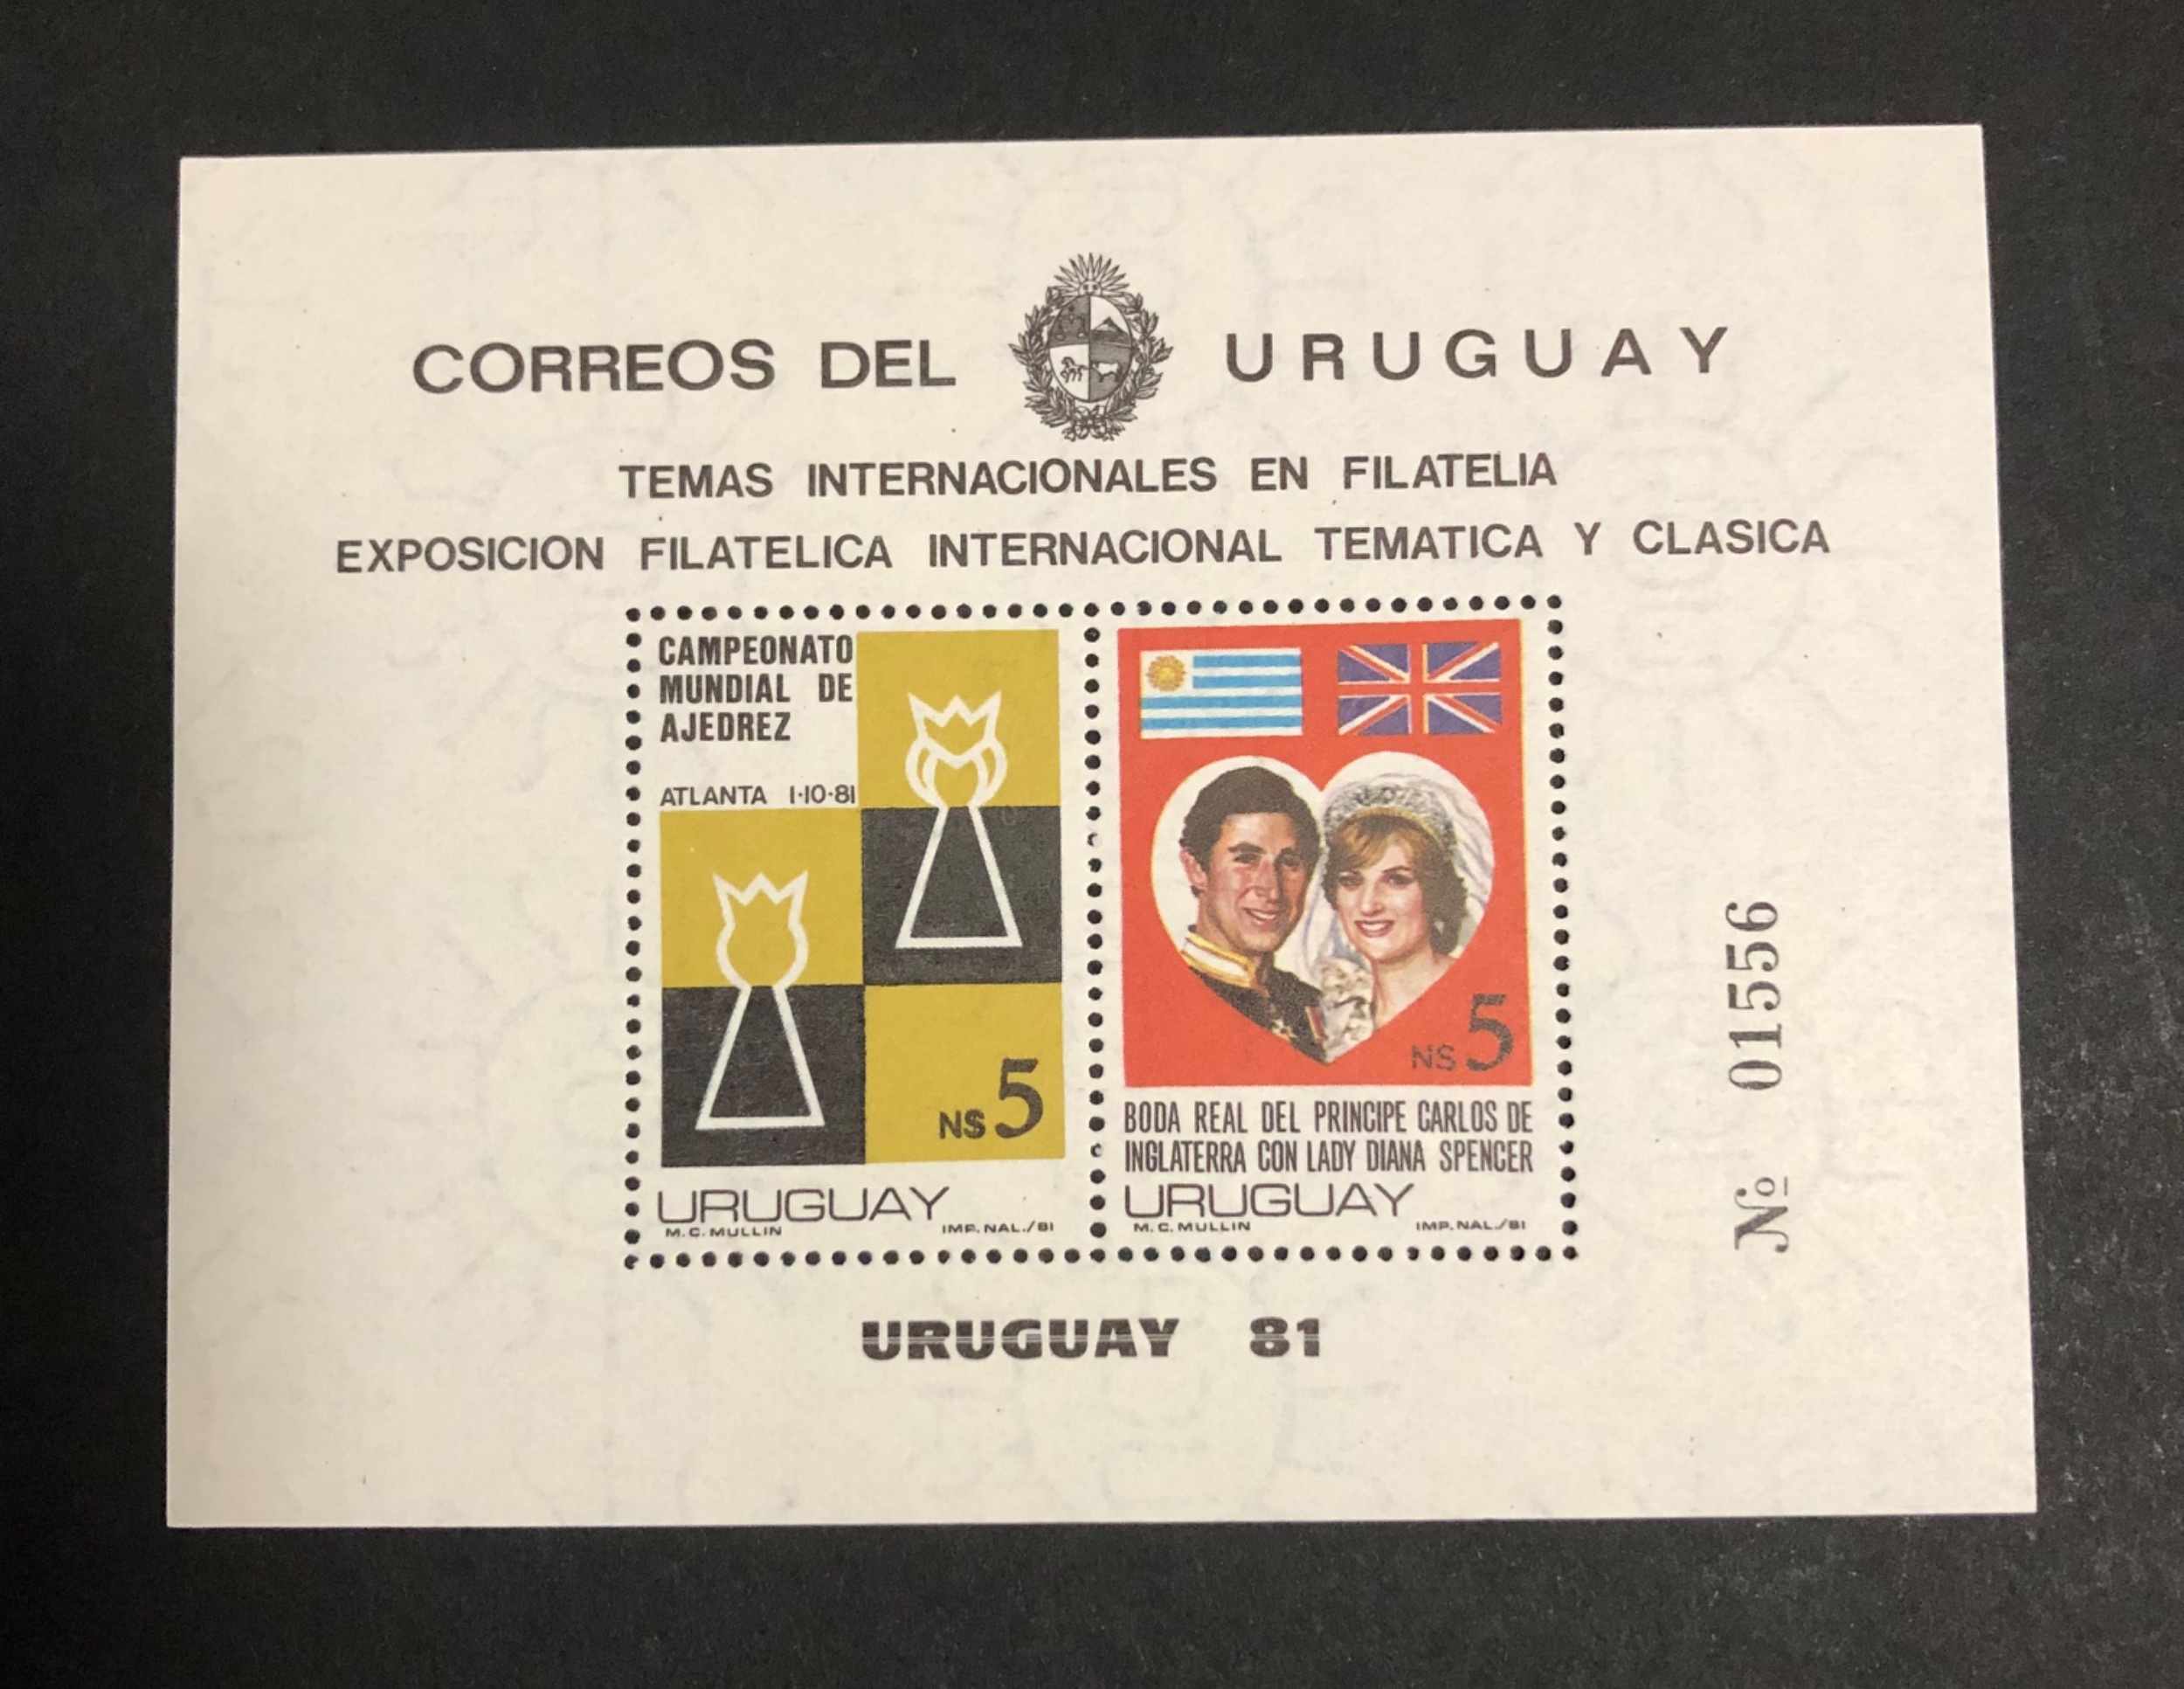 CORREOS DEL URUGUAY
TEMAS INTERNACIONALES EN FILATELIA
EXPOSICION FILATELICA INTERNACIONAL TEMATICA Y CLASICA
CAMPEONATO
MUNDIAL DE
AJEDREZ
ATLANTA 1·10·81
N$ 5
URUGUAY
M.C. MULLIN IMP. NAL./81
N$ 5
BODA REAL DEL PRINCIPE CARLOS DE
INGLATERRA CON LADY DIANA SPENCER
URUGUAY
M.C. MULLIN IMP. NAL./81
Nº 01556
URUGUAY 81